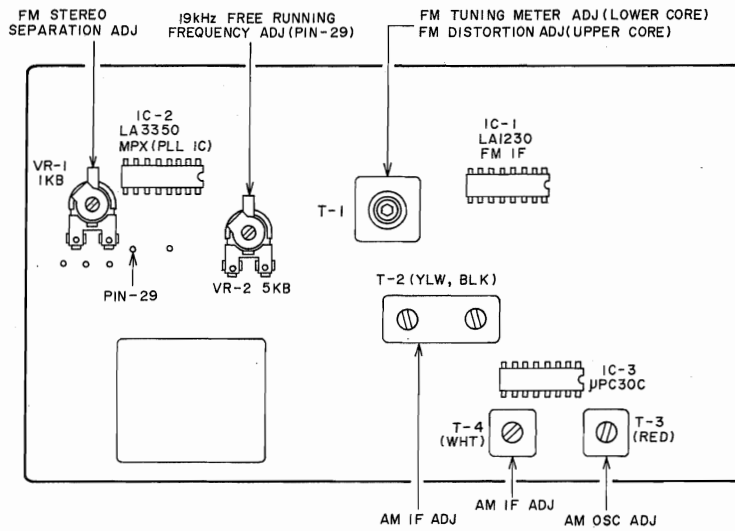 FM STEREO
SEPARATION ADJ
19kHz FREE RUNNING
FREQUENCY ADJ(PIN-29)
FM TUNING METER ADJ(LOWER CORE)
FM DISTORTION ADJ(UPPER CORE)
IC-2
LA3350
MPX(PLL IC)
IC-1
LA1230
FM IF
VR-1
1KB
T-1
PIN-29
VR-2 5KB
T-2(YLW, BLK)
IC-3
μPC30C
T-4
(WHT)
T-3
(RED)
AM IF ADJ
AM IF ADJ
AM OSC ADJ